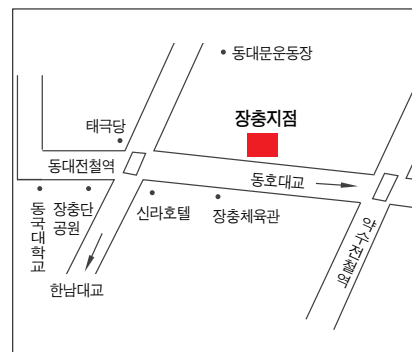 동대문운동장
태극당
장충지점
동대전철역
동호대교
동국대학교
장충단
공원
신라호텔
장충체육관
약수전철역
한남대교